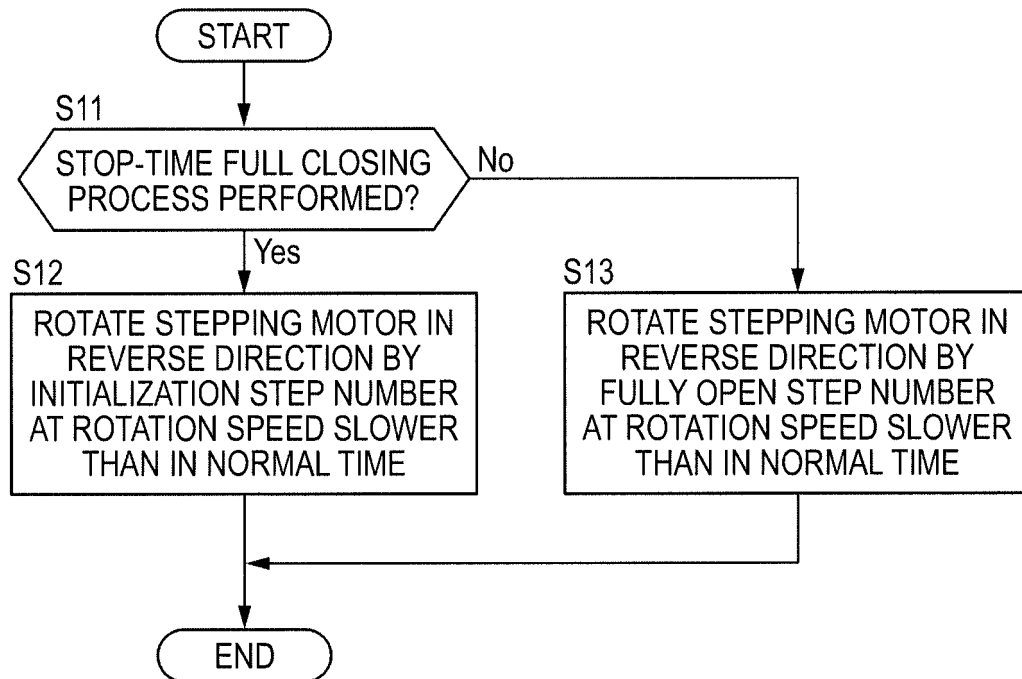 START
S11
STOP-TIME FULL CLOSING
PROCESS PERFORMED?
No
Yes
S12
ROTATE STEPPING MOTOR IN
REVERSE DIRECTION BY
INITIALIZATION STEP NUMBER
AT ROTATION SPEED SLOWER
THAN IN NORMAL TIME
S13
ROTATE STEPPING MOTOR IN
REVERSE DIRECTION BY
FULLY OPEN STEP NUMBER
AT ROTATION SPEED SLOWER
THAN IN NORMAL TIME
END